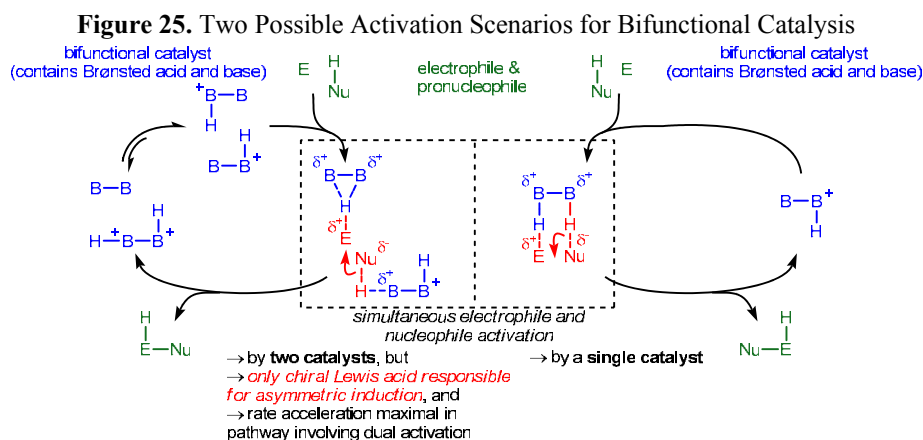 Figure 25. Two Possible Activation Scenarios for Bifunctional Catalysis
bifunctional catalyst
(contains Brønsted acid and base)
E
H
Nu
electrophile &
pronucleophile
H
E
Nu
bifunctional catalyst
(contains Brønsted acid and base)
+
B—B
H
H
B—B+
B—B
H
H—B+—B+
δ+ δ+
B—B
H
δ+
E
Nu δ-
H
H
δ+
B—B+
δ+ δ+
B—B
H H
δ+ δ-
E Nu
B—B+
H
H
E—Nu
H
Nu—E
simultaneous electrophile and
nucleophile activation
→ by two catalysts, but
→ only chiral Lewis acid responsible
for asymmetric induction, and
→ rate acceleration maximal in
pathway involving dual activation
→ by a single catalyst